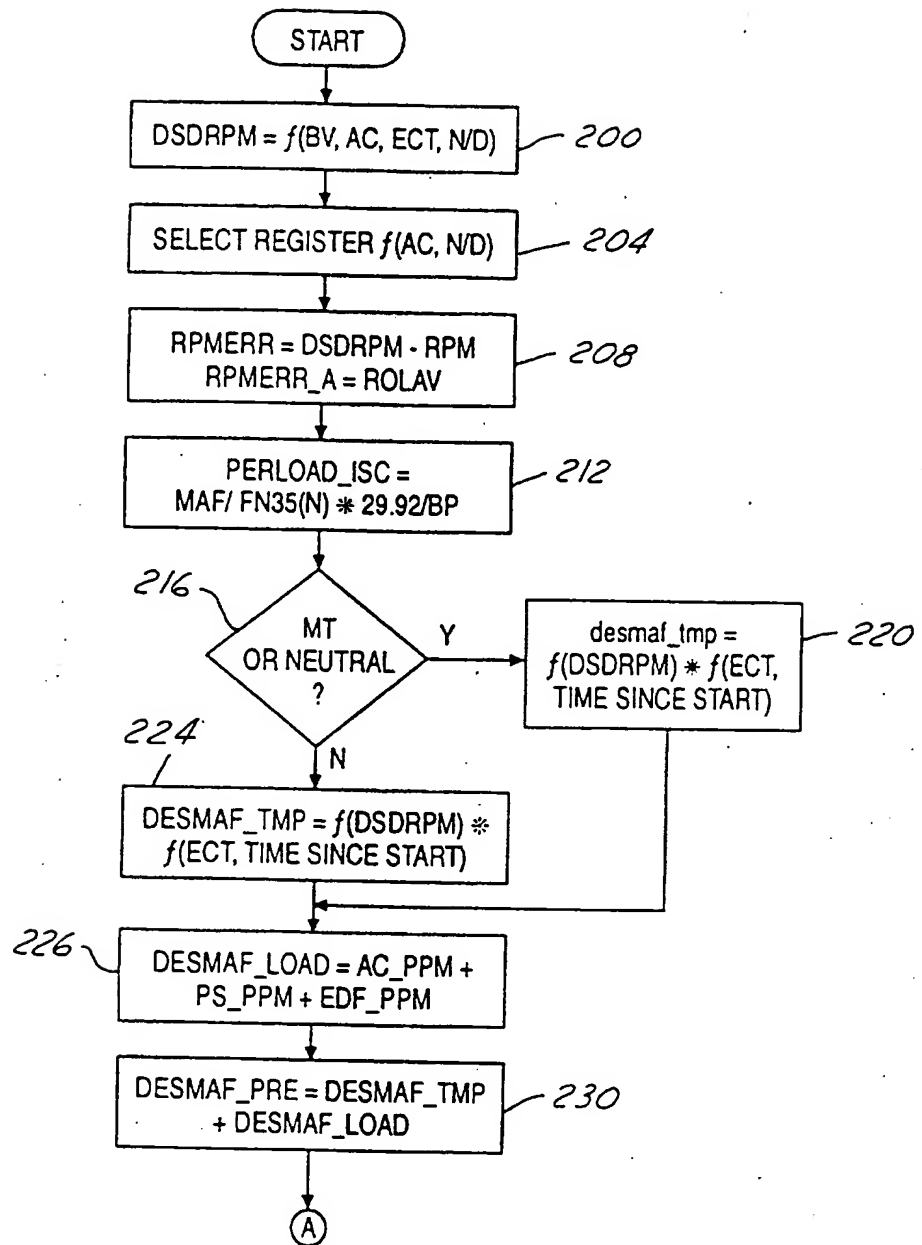 START
DSDRPM = f(BV, AC, ECT, N/D)
200
SELECT REGISTER f(AC, N/D)
204
RPMERR = DSDRPM - RPM
RPMERR_A = ROLAV
208
PERLOAD_ISC =
MAF/ FN35(N) * 29.92/BP
212
216
MT
OR NEUTRAL
?
Y
N
desmaf_tmp =
f(DSDRPM) * f(ECT,
TIME SINCE START)
220
224
DESMAF_TMP = f(DSDRPM) *
f(ECT, TIME SINCE START)
226
DESMAF_LOAD = AC_PPM +
PS_PPM + EDF_PPM
DESMAF_PRE = DESMAF_TMP
+ DESMAF_LOAD
230
A